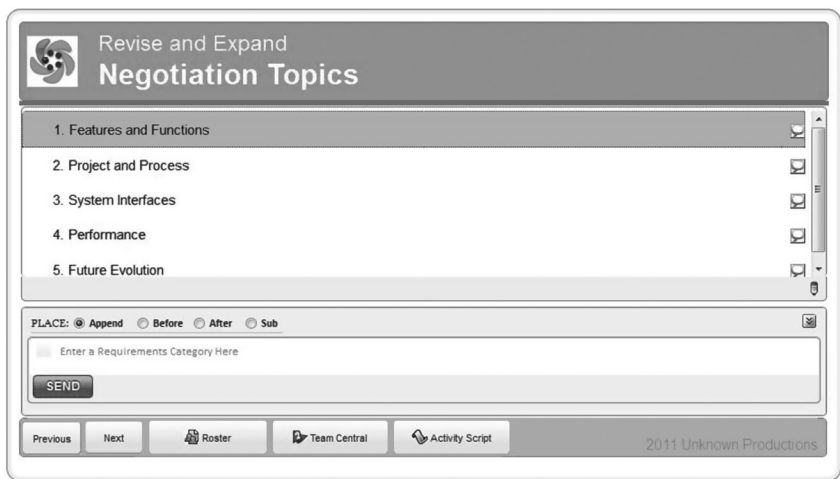 Revise and Expand
Negotiation Topics
1. Features and Functions
2. Project and Process
3. System Interfaces
4. Performance
5. Future Evolution
PLACE: Append Before After Sub
Enter a Requirements Category Here
SEND
Previous Next Roster Team Central Activity Script 2011 Unknown Productions